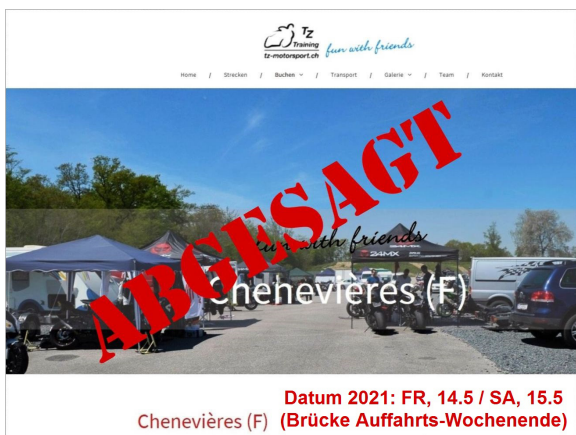 TZ
Training
tz-motorsport.ch
fun with friends
Home / Strecken / Buchen / Transport / Galerie / Team / Kontakt
ABGESAGT
fun with friends
24MX
Chenevières (F)
Datum 2021: FR, 14.5 / SA, 15.5
Chenevières (F) (Brücke Auffahrts-Wochenende)